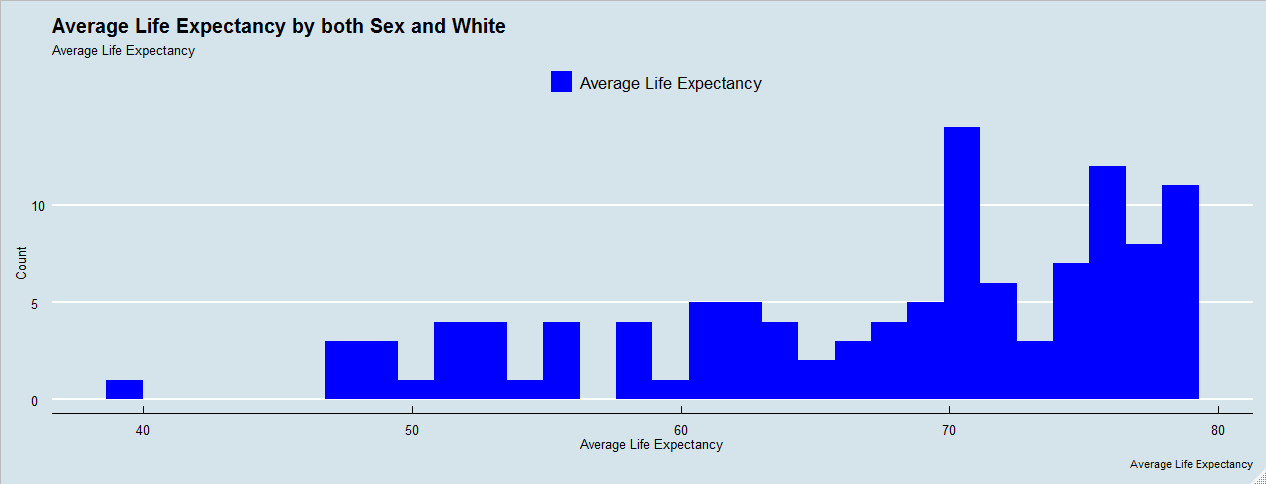 Average Life Expectancy by both Sex and White
Average Life Expectancy
Average Life Expectancy
10
5
0
Count
40 50 60 70 80
Average Life Expectancy
Average Life Expectancy